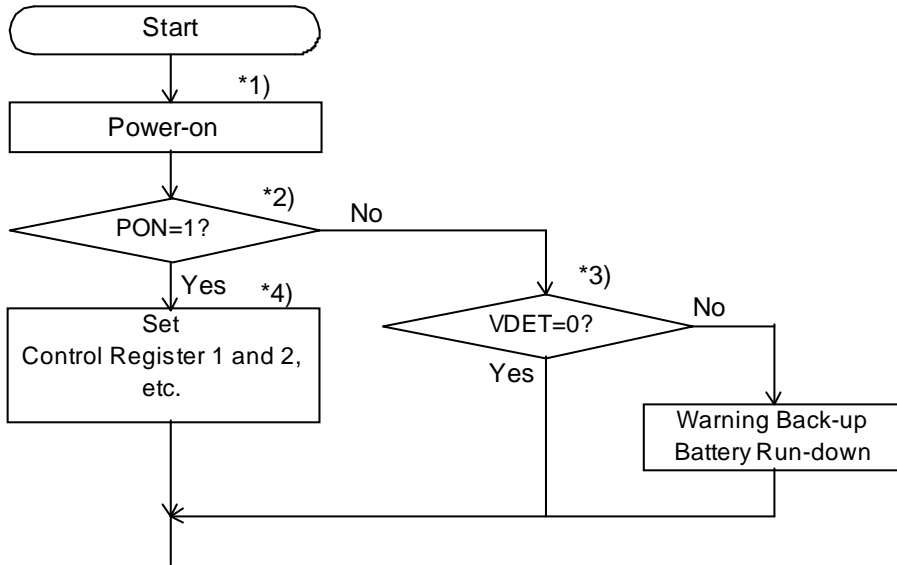 Start
*1)
Power-on
*2)
PON=1?
No
Yes
*4)
Set
Control Register 1 and 2,
etc.
*3)
VDET=0?
No
Yes
Warning Back-up
Battery Run-down